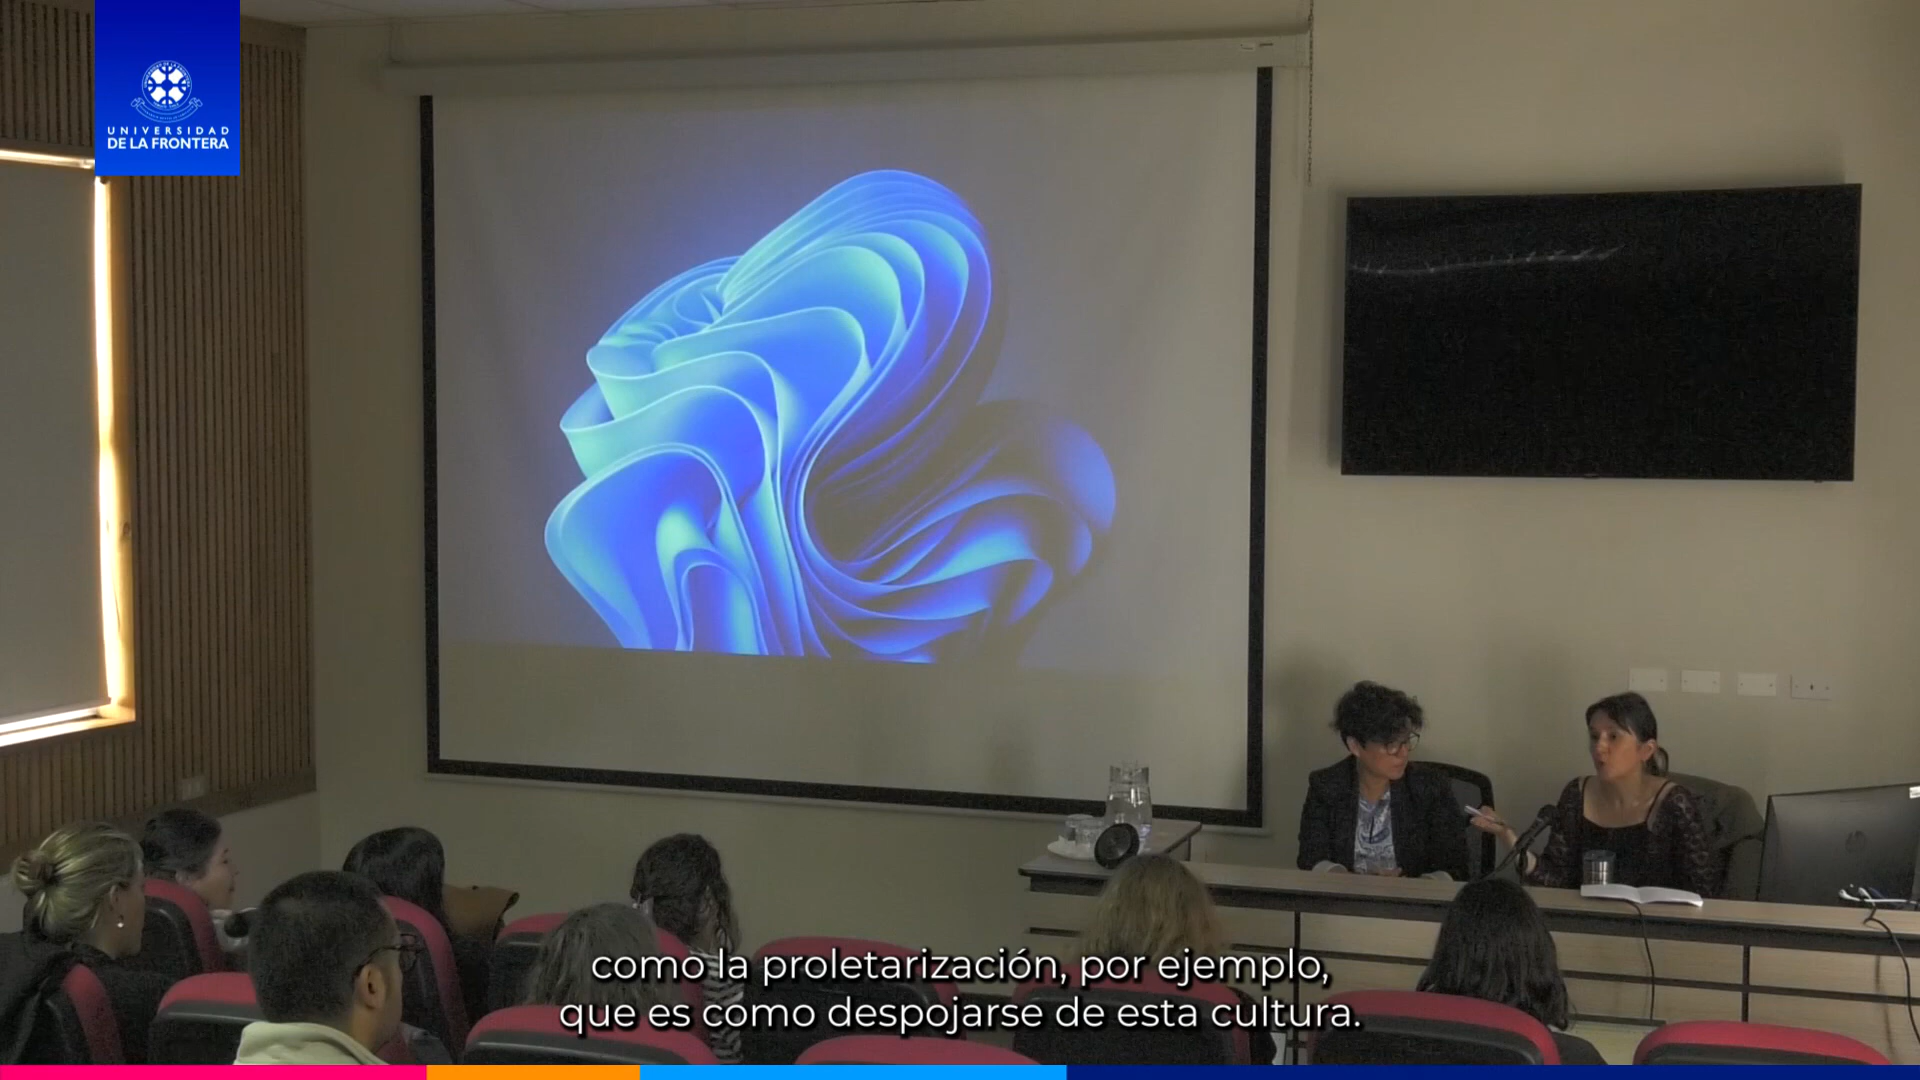 UNIVERSIDAD
DE LA FRONTERA
como la proletarización, por ejemplo,
que es como despojarse de esta cultura.